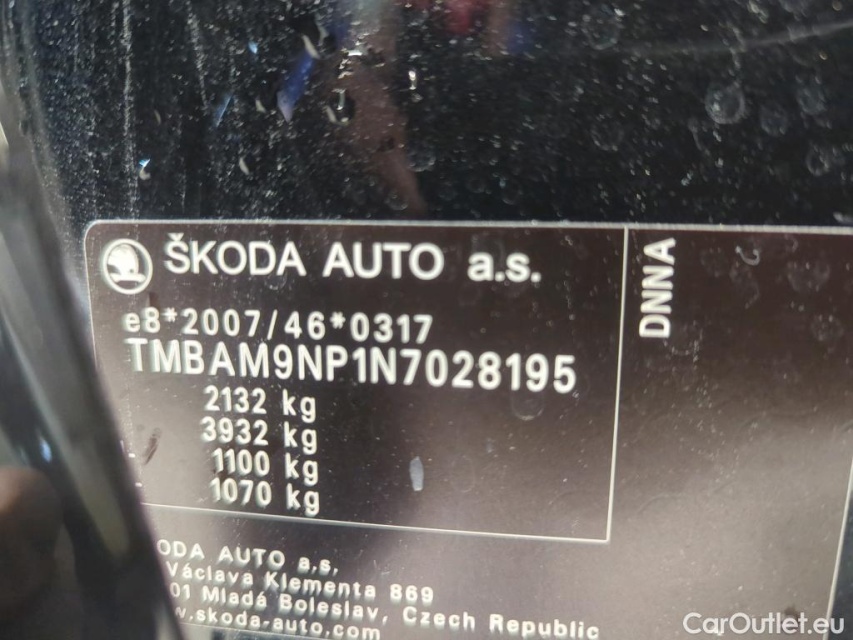 ŠKODA AUTO a.s.
e8*2007/46*0317
TMBAM9NP1N7028195
2132 kg
3932 kg
1100 kg
1070 kg
DNNA
ODA AUTO a.s,
Václava Klementa 869
01 Mladá Boleslav, Czech Republic
w.skoda-auto.com
CarOutlet.eu